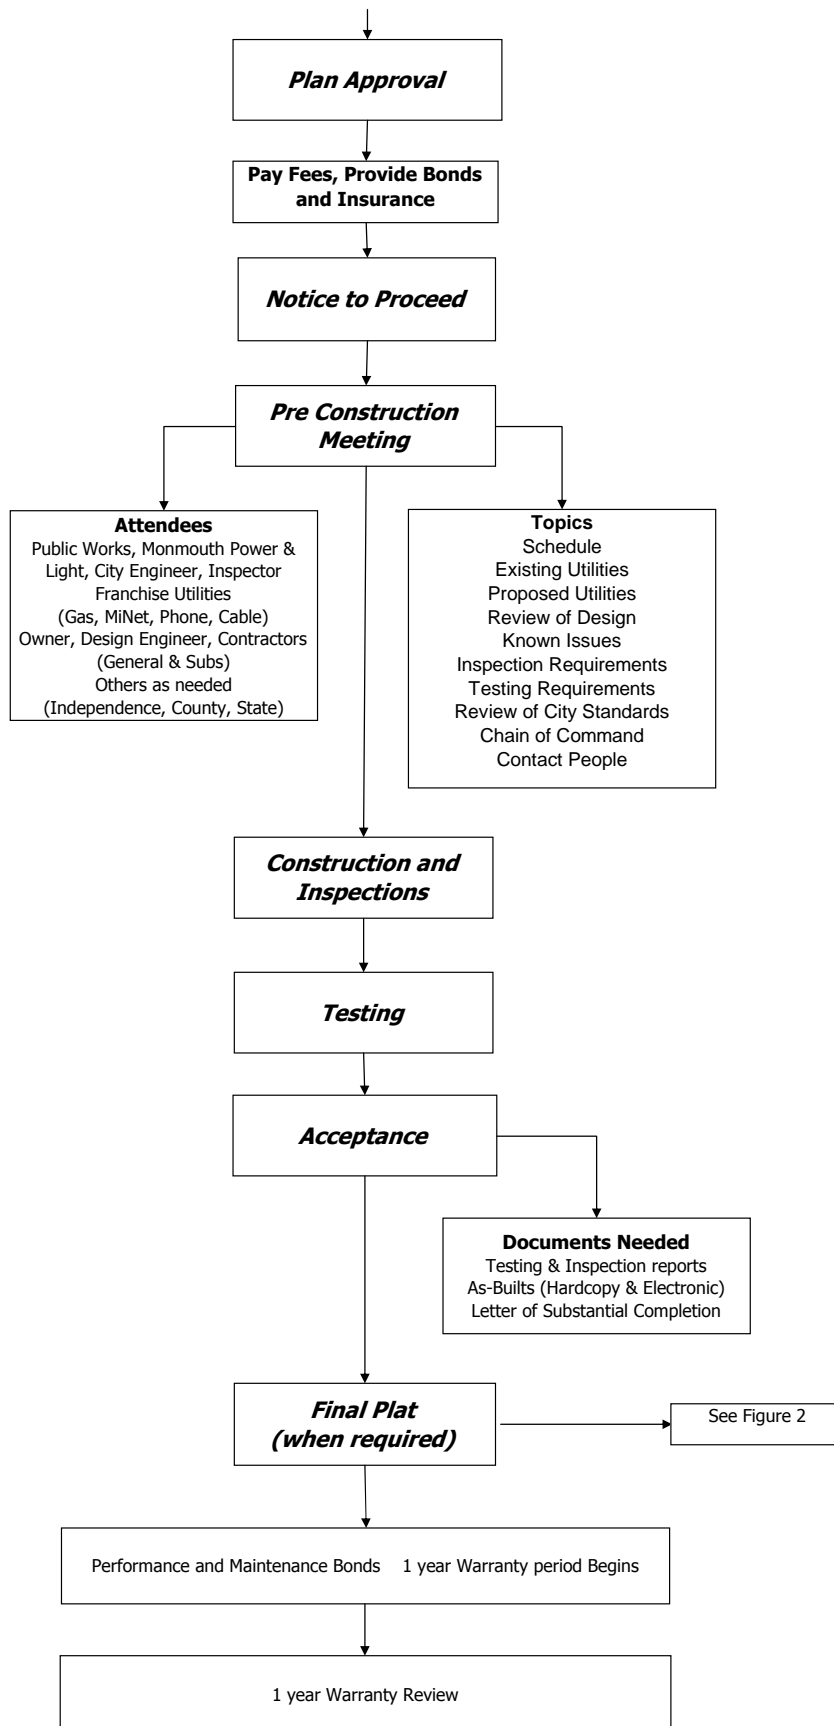 Plan Approval
Pay Fees, Provide Bonds
and Insurance
Notice to Proceed
Pre Construction
Meeting
Attendees
Public Works, Monmouth Power &
Light, City Engineer, Inspector
Franchise Utilities
(Gas, MiNet, Phone, Cable)
Owner, Design Engineer, Contractors
(General & Subs)
Others as needed
(Independence, County, State)
Topics
Schedule
Existing Utilities
Proposed Utilities
Review of Design
Known Issues
Inspection Requirements
Testing Requirements
Review of City Standards
Chain of Command
Contact People
Construction and
Inspections
Testing
Acceptance
Documents Needed
Testing & Inspection reports
As-Builts (Hardcopy & Electronic)
Letter of Substantial Completion
Final Plat
(when required)
See Figure 2
Performance and Maintenance Bonds 1 year Warranty period Begins
1 year Warranty Review